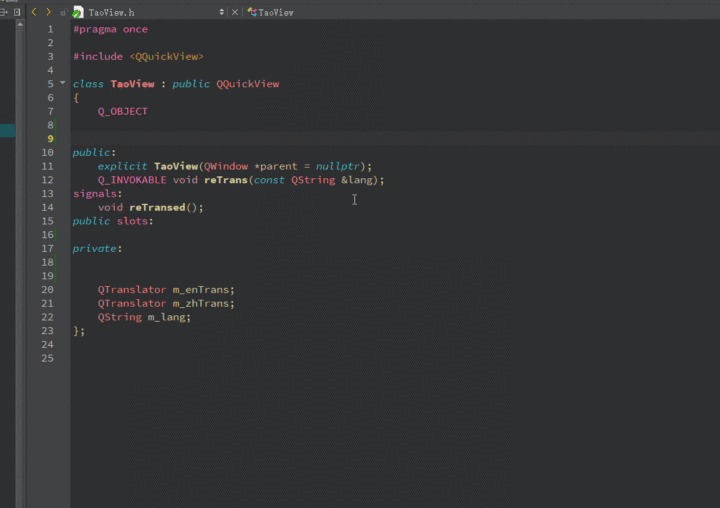 TaoView.h
TaoView
1 #pragma once
2
3 #include <QQuickView>
4
5 class TaoView : public QQuickView
6 {
7 Q_OBJECT
8
9
10 public:
11 explicit TaoView(QWindow *parent = nullptr);
12 Q_INVOKABLE void reTrans(const QString &lang);
13 signals:
14 void reTransed();
15 public slots:
16
17 private:
18
19
20 QTranslator m_enTrans;
21 QTranslator m_zhTrans;
22 QString m_lang;
23 };
24
25